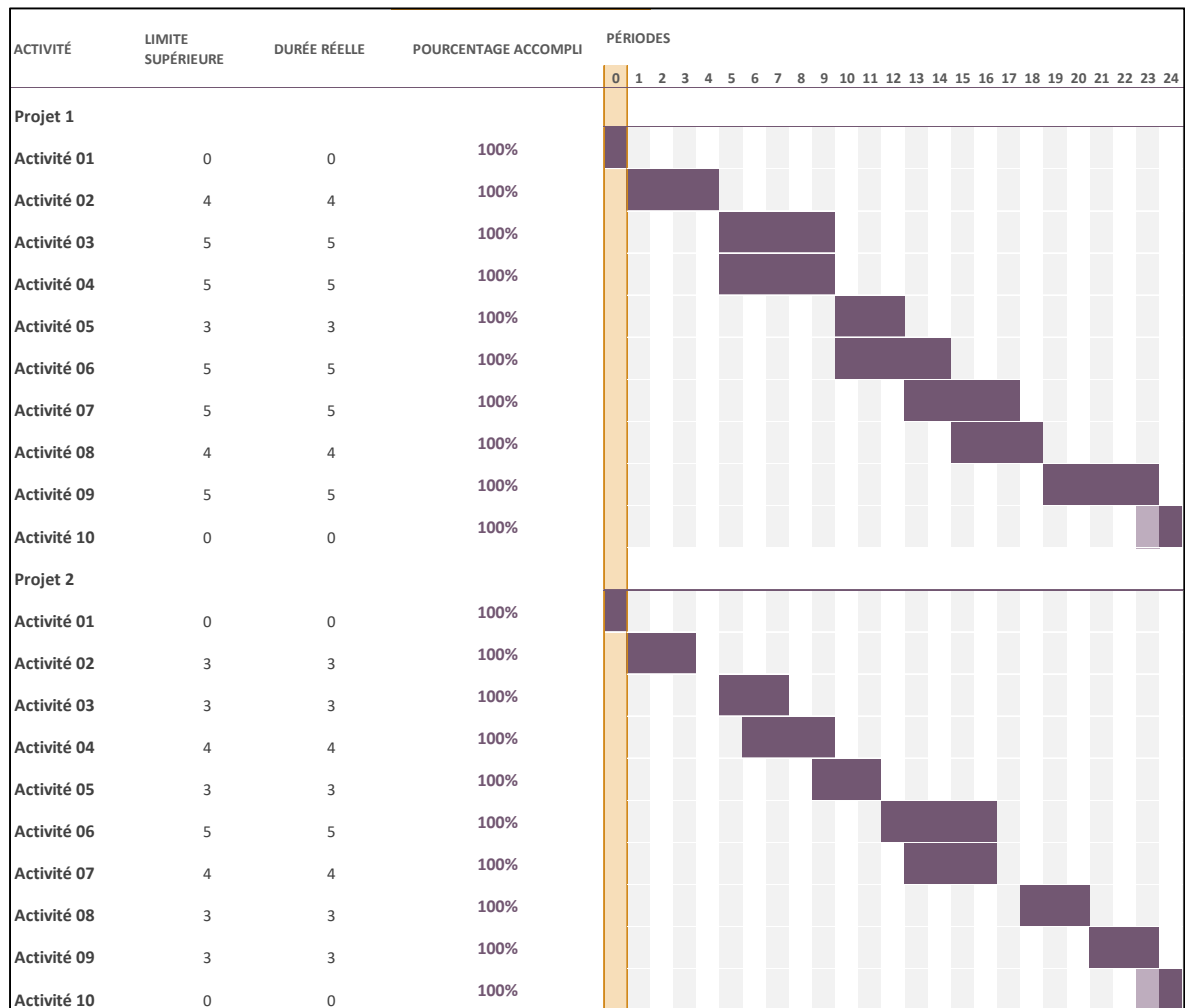 ACTIVITÉ LIMITE SUPÉRIEURE DURÉE RÉELLE POURCENTAGE ACCOMPLI PÉRIODES
0 1 2 3 4 5 6 7 8 9 10 11 12 13 14 15 16 17 18 19 20 21 22 23 24
Projet 1
Activité 01 0 0 100%
Activité 02 4 4 100%
Activité 03 5 5 100%
Activité 04 5 5 100%
Activité 05 3 3 100%
Activité 06 5 5 100%
Activité 07 5 5 100%
Activité 08 4 4 100%
Activité 09 5 5 100%
Activité 10 0 0 100%
Projet 2
Activité 01 0 0 100%
Activité 02 3 3 100%
Activité 03 3 3 100%
Activité 04 4 4 100%
Activité 05 3 3 100%
Activité 06 5 5 100%
Activité 07 4 4 100%
Activité 08 3 3 100%
Activité 09 3 3 100%
Activité 10 0 0 100%